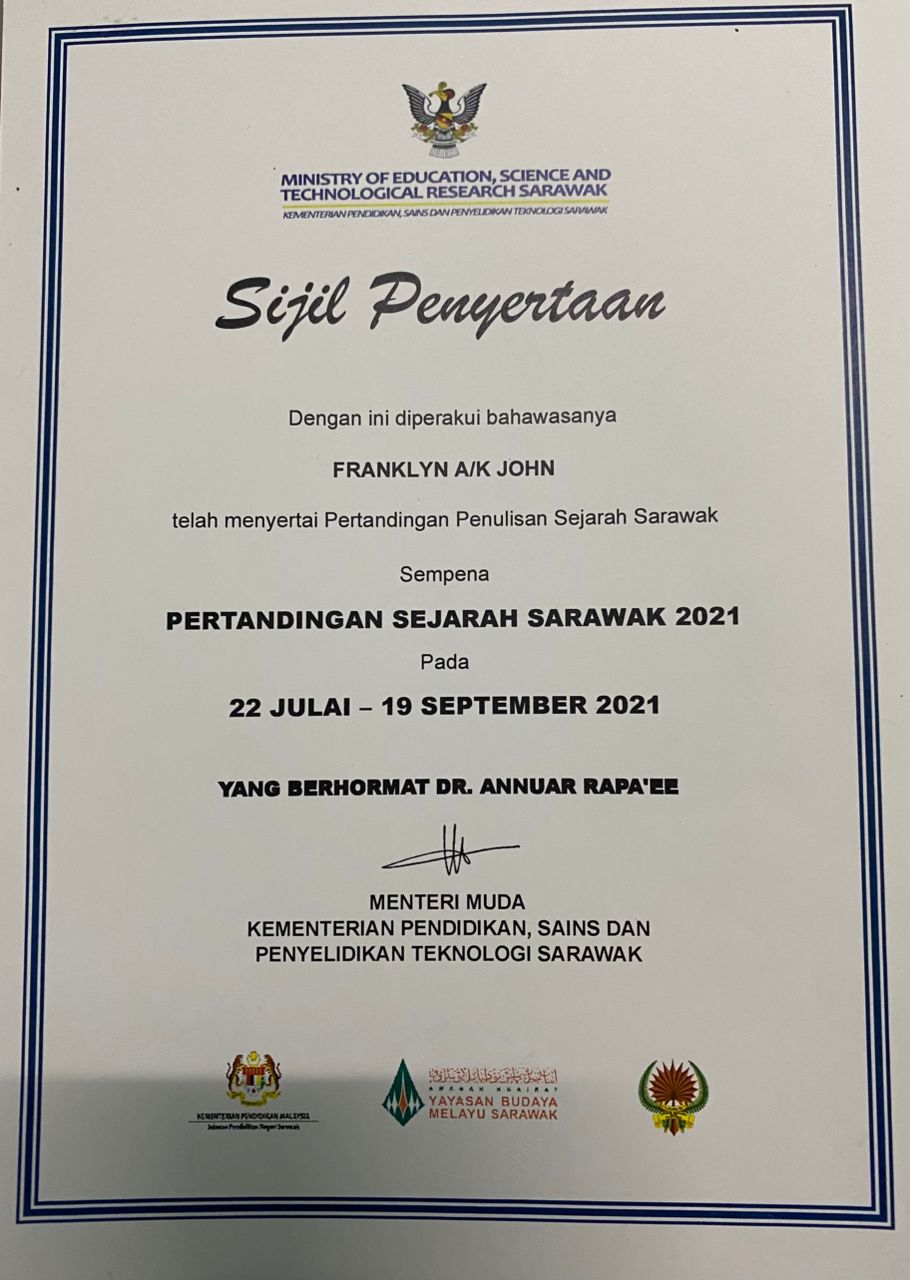 MINISTRY OF EDUCATION, SCIENCE AND
TECHNOLOGICAL RESEARCH SARAWAK
KEMENTERIAN PENDIDIKAN, SAINS DAN PENYELIDIKAN TEKNOLOGI SARAWAK
Sijil Penyertaan
Dengan ini diperakui bahawasanya
FRANKLYN A/K JOHN
telah menyertai Pertandingan Penulisan Sejarah Sarawak
Sempena
PERTANDINGAN SEJARAH SARAWAK 2021
Pada
22 JULAI – 19 SEPTEMBER 2021
YANG BERHORMAT DR. ANNUAR RAPA'EE
MENTERI MUDA
KEMENTERIAN PENDIDIKAN, SAINS DAN
PENYELIDIKAN TEKNOLOGI SARAWAK
KEMENTERIAN PENDIDIKAN MALAYSIA
Jabatan Pendidikan Negeri Sarawak
AMANAH KHAIRAT
YAYASAN BUDAYA
MELAYU SARAWAK